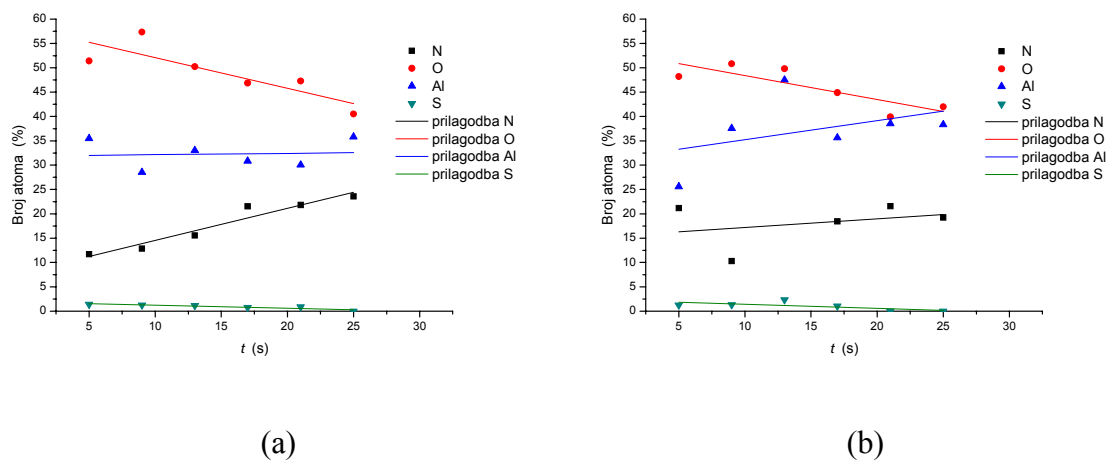 60
55
50
45
40
35
30
25
20
15
10
5
0
Broj atoma (%)
5 10 15 20 25 30
t (s)
N
O
Al
S
prilagodba N
prilagodba O
prilagodba Al
prilagodba S
(a)
60
55
50
45
40
35
30
25
20
15
10
5
0
Broj atoma (%)
5 10 15 20 25 30
t (s)
N
O
Al
S
prilagodba N
prilagodba O
prilagodba Al
prilagodba S
(b)